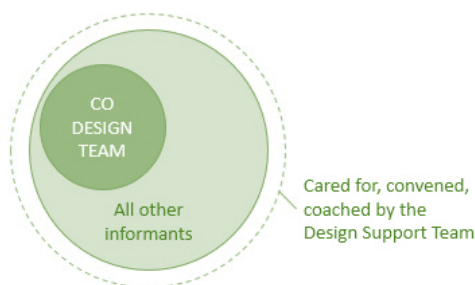 CO
DESIGN
TEAM
All other
informants
Cared for, convened,
coached by the
Design Support Team